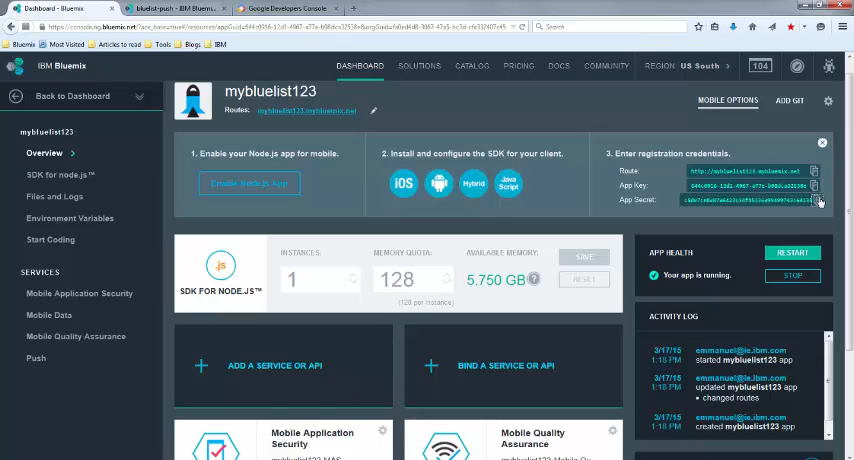 Dashboard - Bluemix
bluelist-push - IBM Bluemi...
Google Developers Console
Search
Bluemix
Most Visited
Articles to read
Tools
Blogs
IBM
IBM Bluemix
DASHBOARD
SOLUTIONS
CATALOG
PRICING
DOCS
COMMUNITY
REGION US South
104
Back to Dashboard
mybluelist123
Overview
SDK for node.js™
Files and Logs
Environment Variables
Start Coding
SERVICES
Mobile Application Security
Mobile Data
Mobile Quality Assurance
Push
mybluelist123
Routes: mybluelist123.mybluemix.net
MOBILE OPTIONS
ADD GIT
1. Enable your Node.js app for mobile.
Enable Node.js App
2. Install and configure the SDK for your client.
iOS
Hybrid
Java
Script
3. Enter registration credentials.
Route: http://mybluelist123.mybluemix.net
App Key:
App Secret:
.js
SDK FOR NODE.JS™
INSTANCES:
1
MEMORY QUOTA:
128
(128 per instance)
AVAILABLE MEMORY:
5.750 GB
SAVE
RESET
APP HEALTH
RESTART
Your app is running.
STOP
ADD A SERVICE OR API
BIND A SERVICE OR API
ACTIVITY LOG
3/17/15 emmanuel@ie.ibm.com
1:18 PM started mybluelist123 app
3/17/15 emmanuel@ie.ibm.com
1:18 PM updated mybluelist123 app
• changed routes
3/17/15 emmanuel@ie.ibm.com
1:18 PM created mybluelist123 app
Mobile Application
Security
Mobile Quality
Assurance